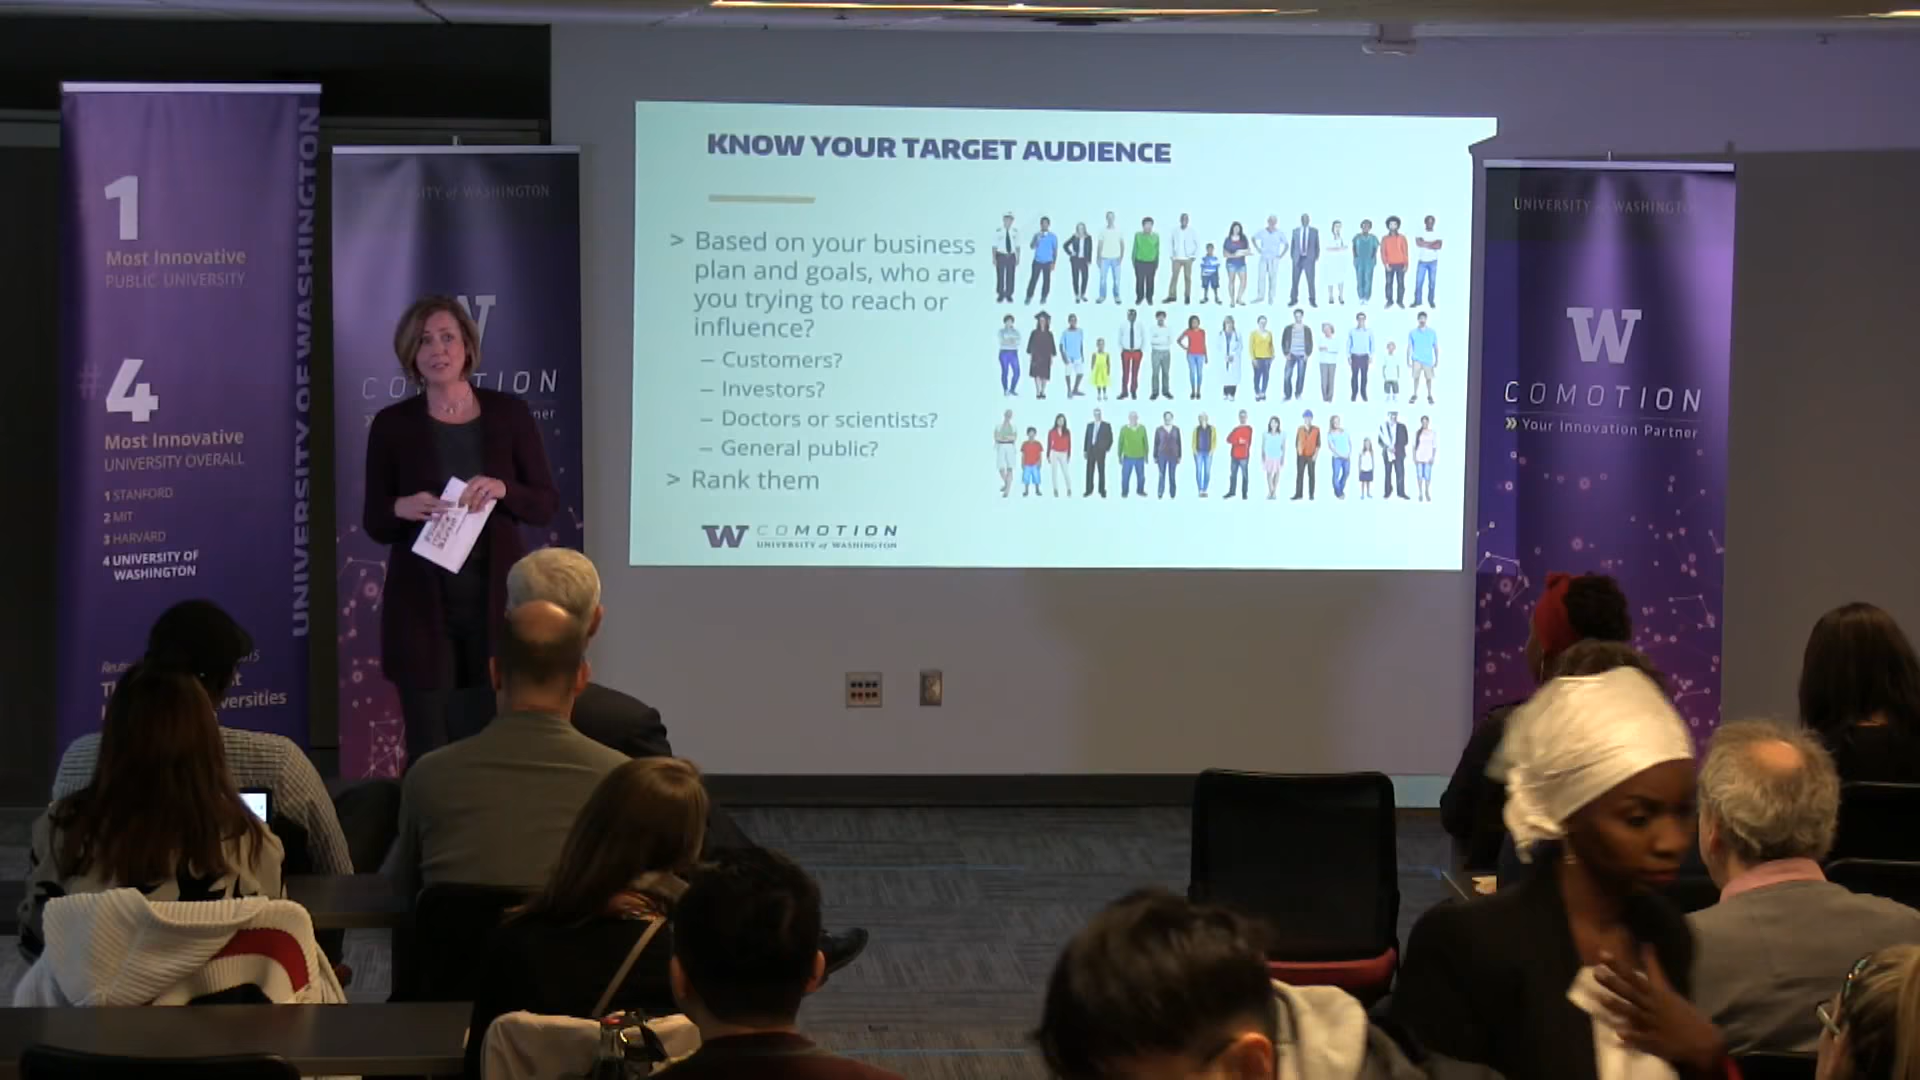 1
Most Innovative
PUBLIC UNIVERSITY
#4
Most Innovative
UNIVERSITY OVERALL
1 STANFORD
2 MIT
3 HARVARD
4 UNIVERSITY OF
WASHINGTON
UNIVERSITY OF WASHINGTON
of WASHINGTON
W
KNOW YOUR TARGET AUDIENCE
> Based on your business
plan and goals, who are
you trying to reach or
influence?
– Customers?
– Investors?
– Doctors or scientists?
– General public?
> Rank them
W COMOTION
UNIVERSITY of WASHINGTON
UNIVERSITY of WASHINGTON
W
COMOTION
» Your Innovation Partner